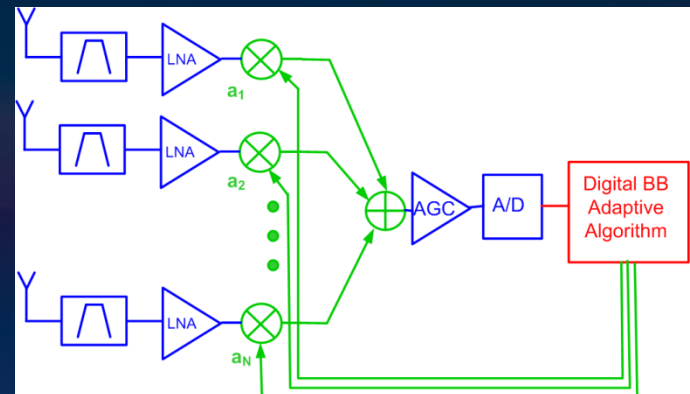 LNA
a1
LNA
a2
AGC
A/D
Digital BB
Adaptive
Algorithm
LNA
aN